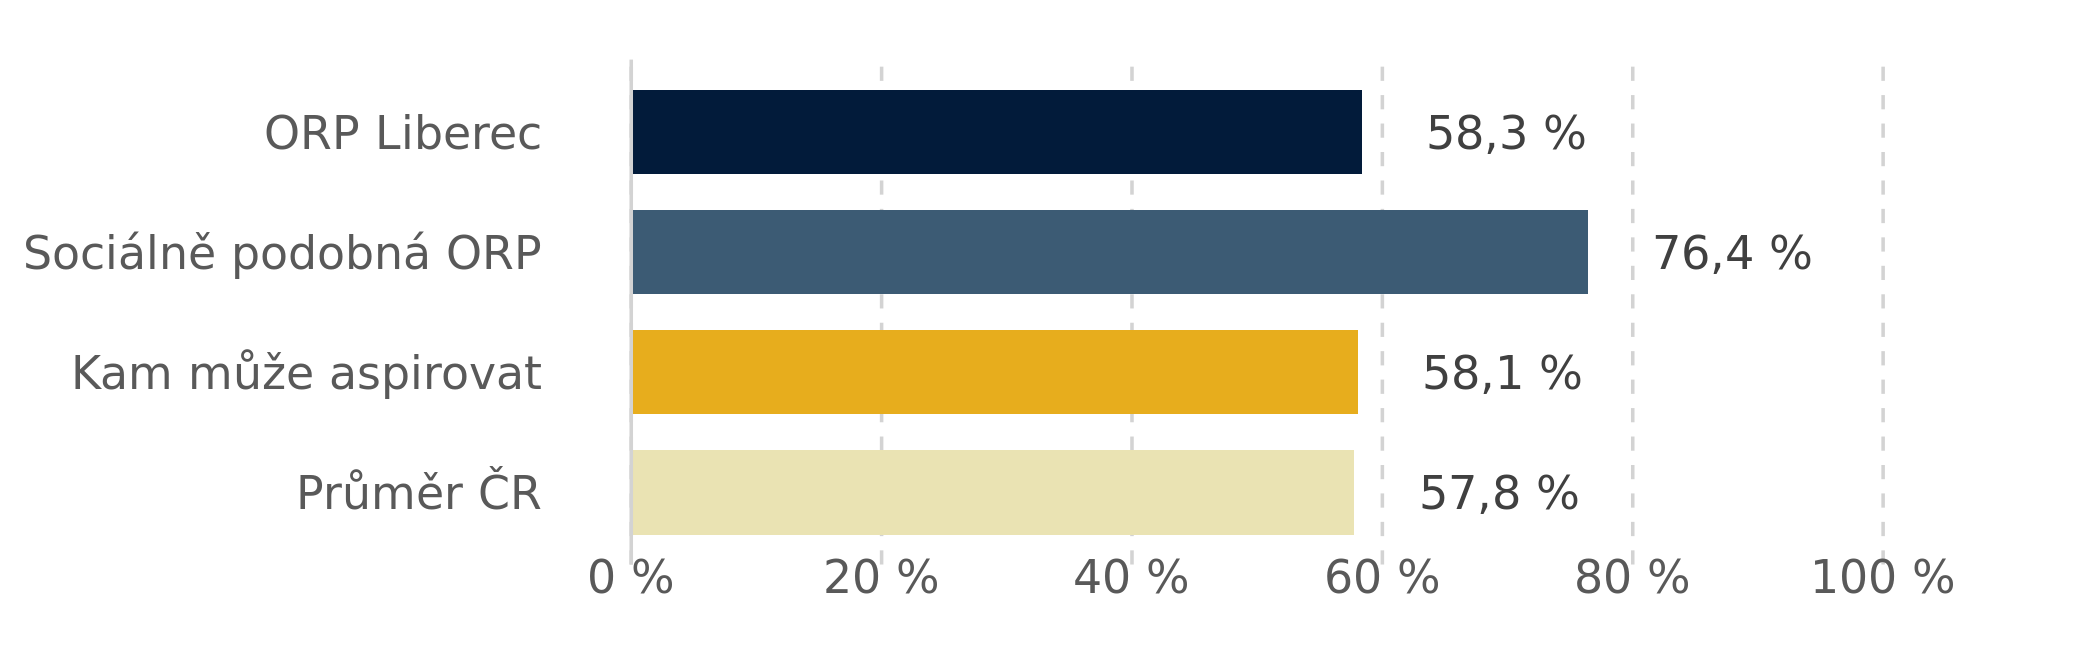 ORP Liberec 58,3 %
Sociálně podobná ORP 76,4 %
Kam může aspirovat 58,1 %
Průměr ČR 57,8 %
0 % 20 % 40 % 60 % 80 % 100 %